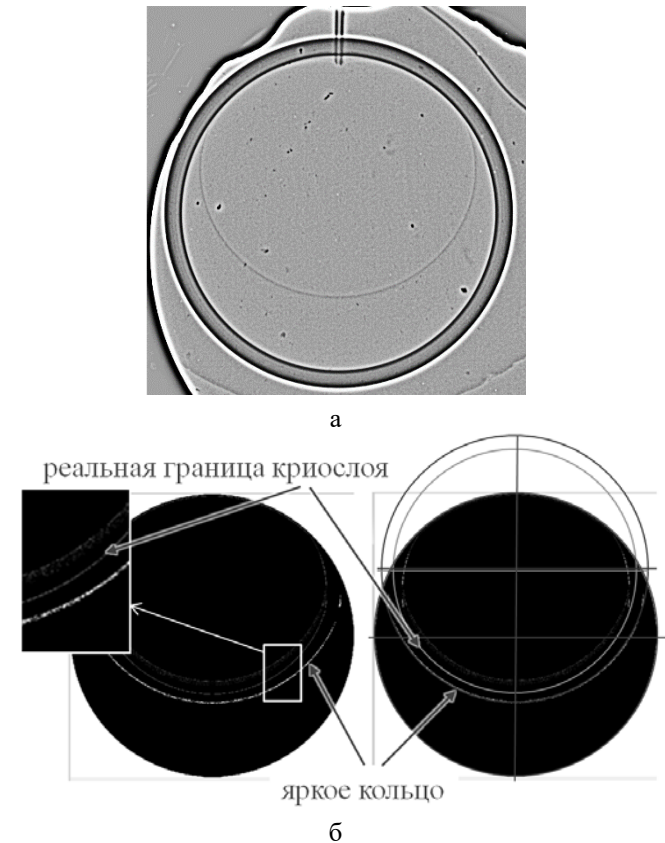 а
реальная граница криослоя
яркое кольцо
б